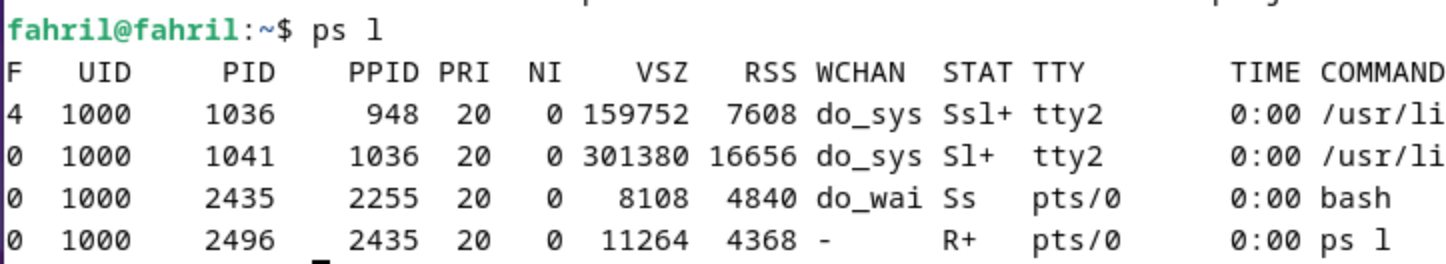 fahril@fahril:~$ ps l
F   UID     PID    PPID PRI  NI    VSZ   RSS WCHAN  STAT TTY        TIME COMMAND
4  1000    1036     948  20   0 159752  7608 do_sys Ssl+ tty2       0:00 /usr/li
0  1000    1041    1036  20   0 301380 16656 do_sys Sl+  tty2       0:00 /usr/li
0  1000    2435    2255  20   0   8108  4840 do_wai Ss   pts/0      0:00 bash
0  1000    2496    2435  20   0  11264  4368 -      R+   pts/0      0:00 ps l